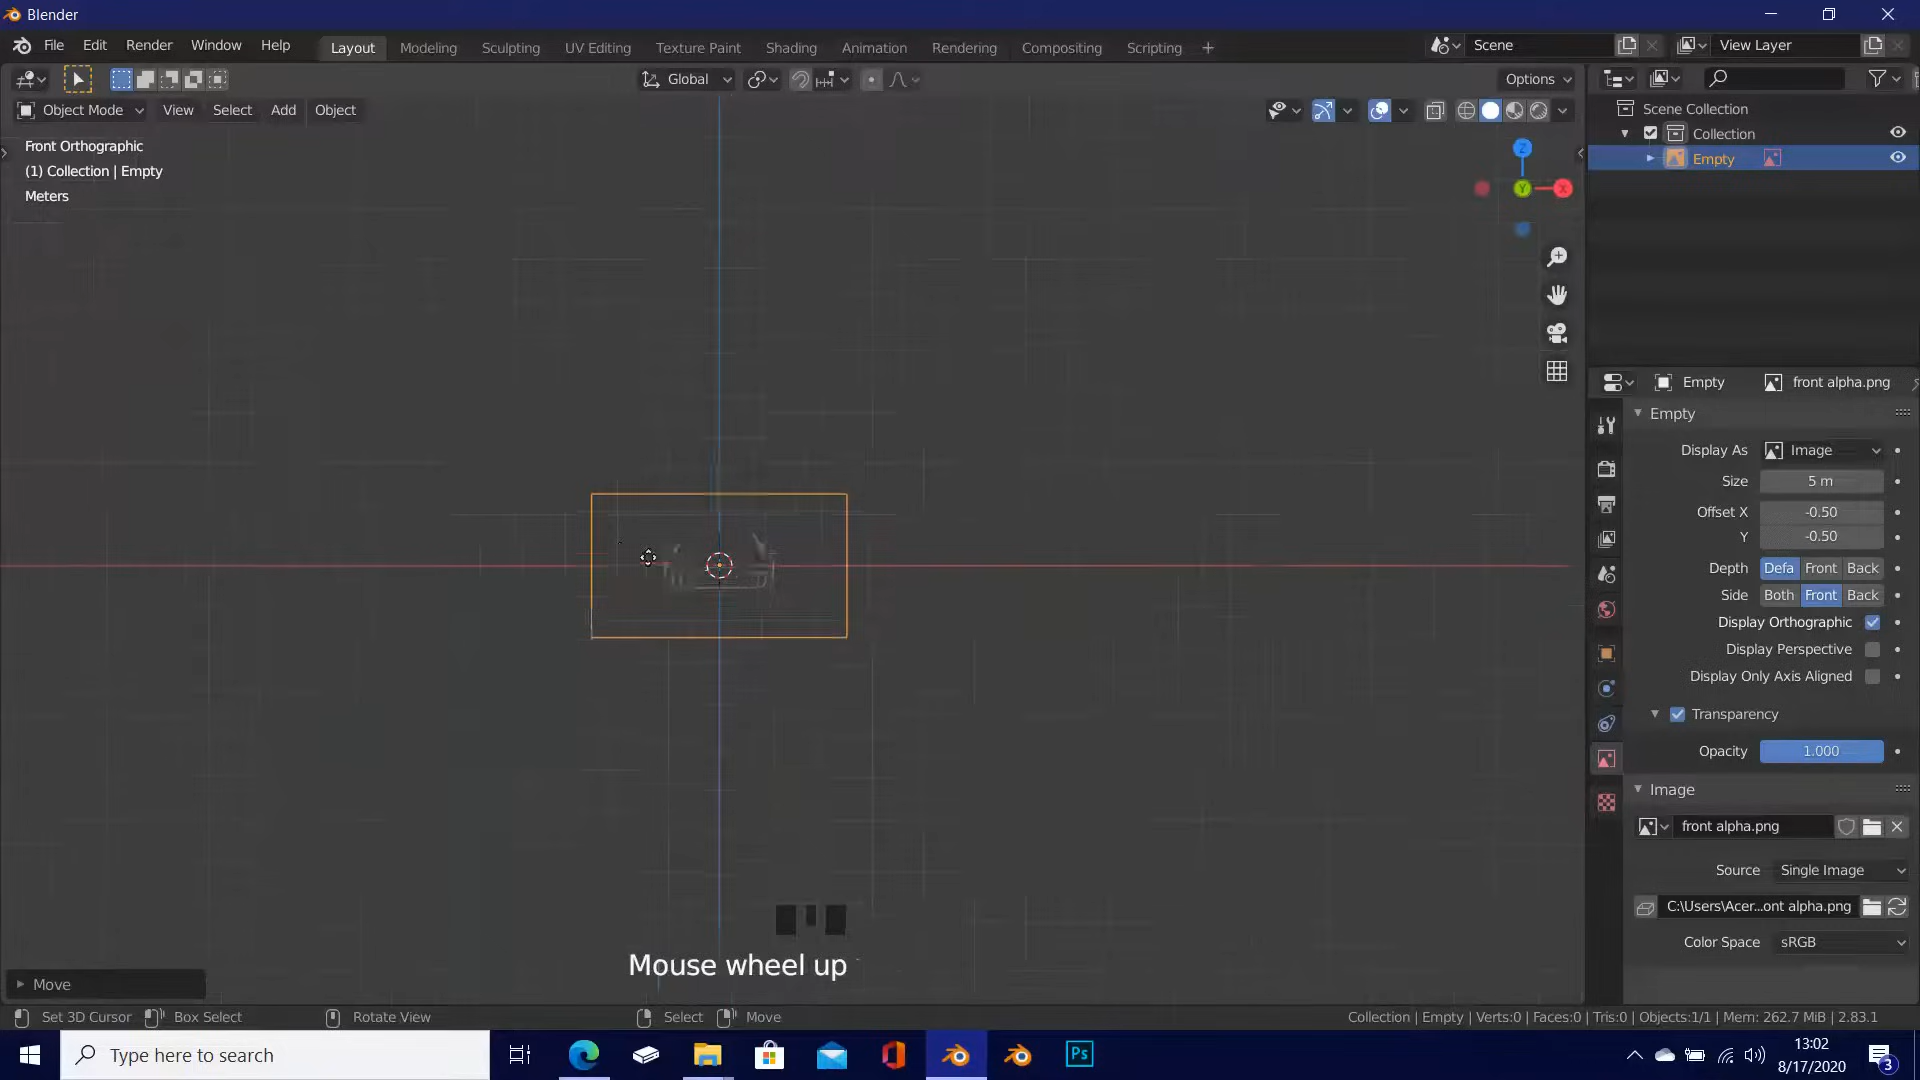 Blender
File Edit Render Window Help Layout Modeling Sculpting UV Editing Texture Paint Shading Animation Rendering Compositing Scripting + Scene View Layer
Global Options
Object Mode View Select Add Object
Front Orthographic
(1) Collection | Empty
Meters
Z
Y
X
Scene Collection
Collection
Empty
Empty front alpha.png
Empty
Display As Image
Size 5 m
Offset X -0.50
Y -0.50
Depth Defa Front Back
Side Both Front Back
Display Orthographic
Display Perspective
Display Only Axis Aligned
Transparency
Opacity 1.000
Image
front alpha.png
Source Single Image
C:\Users\Acer...ont alpha.png
Color Space sRGB
Mouse wheel up
Move
Set 3D Cursor Box Select Rotate View Select Move Collection | Empty | Verts:0 | Faces:0 | Tris:0 | Objects:1/1 | Mem: 262.7 MiB | 2.83.1
Type here to search
Ps
13:02
8/17/2020
3